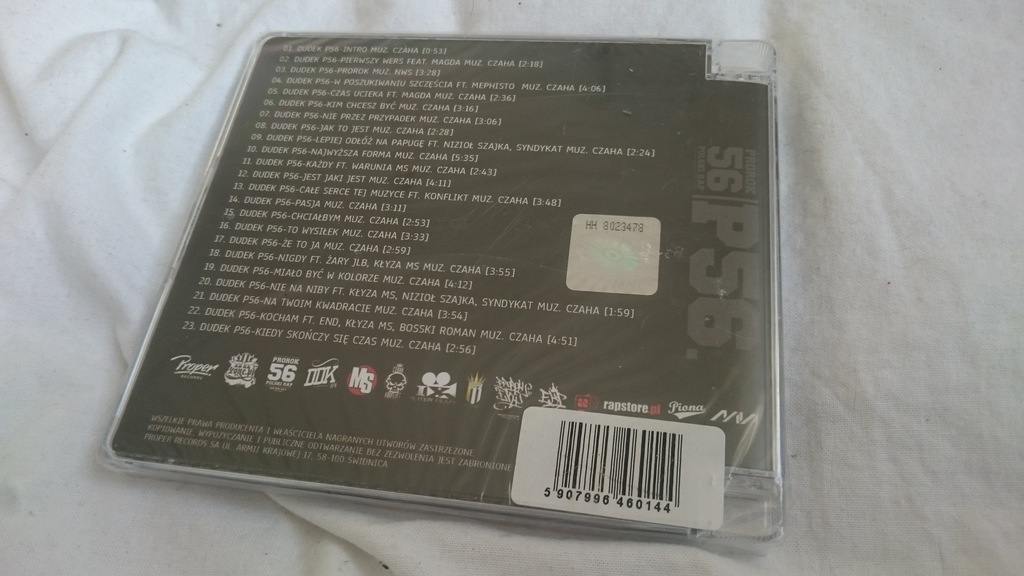 01. DUDEK P56-INTRO MUZ. CZAHA [0:53]
02. DUDEK P56-PIERWSZY WERS FEAT. MAGDA MUZ. CZAHA [2:18]
03. DUDEK P56-PROROK MUZ. NWS [3:28]
04. DUDEK P56-W POSZUKIWANIU SZCZĘŚCIA FT. MEPHISTO MUZ. CZAHA [4:06]
05. DUDEK P56-CZAS UCIEKA FT. MAGDA MUZ. CZAHA [2:36]
06. DUDEK P56-KIM CHCESZ BYĆ MUZ. CZAHA [3:16]
07. DUDEK P56-NIE PRZEZ PRZYPADEK MUZ. CZAHA [3:06]
08. DUDEK P56-JAK TO JEST MUZ. CZAHA [2:28]
09. DUDEK P56-LEPIEJ ODŁÓŻ NA PAPUGĘ FT. NIZIOŁ SZAJKA, SYNDYKAT MUZ. CZAHA [2:24]
10. DUDEK P56-NAJWYŻSZA FORMA MUZ. CZAHA [5:35]
11. DUDEK P56-KAŻDY FT. WARUNIA MS MUZ. CZAHA [2:43]
12. DUDEK P56-JEST JAKI JEST MUZ. CZAHA [4:11]
13. DUDEK P56-CAŁE SERCE TEJ MUZYCE FT. KONFLIKT MUZ. CZAHA [3:48]
14. DUDEK P56-PASJA MUZ. CZAHA [3:11]
15. DUDEK P56-CHCIAŁBYM MUZ. CZAHA [2:53]
16. DUDEK P56-TO WYSIŁEK MUZ. CZAHA [3:33]
17. DUDEK P56-ŻE TO JA MUZ. CZAHA [2:59]
18. DUDEK P56-NIGDY FT. ŻARY JLB, KŁYZA MS MUZ. CZAHA [3:55]
19. DUDEK P56-MIAŁO BYĆ W KOLORZE MUZ. CZAHA [4:12]
20. DUDEK P56-NIE NA NIBY FT. KŁYZA MS, NIZIOŁ SZAJKA, SYNDYKAT MUZ. CZAHA [1:59]
21. DUDEK P56-NA TWOIM KWADRACIE MUZ. CZAHA [3:54]
22. DUDEK P56-KOCHAM FT. END, KŁYZA MS, BOSSKI ROMAN MUZ. CZAHA [4:51]
23. DUDEK P56-KIEDY SKOŃCZY SIĘ CZAS MUZ. CZAHA [2:56]
HH 8023478
PROROK 56 POLSKI RAP P56.
Proper RECORDS
PROROK 56 POLSKI RAP
MS
rapstore.pl
Piona
WSZELKIE PRAWA PRODUCENTA I WŁAŚCICIELA NAGRANYCH UTWORÓW ZASTRZEŻONE
KOPIOWANIE, WYPOŻYCZANIE I PUBLICZNE ODTWARZANIE BEZ ZEZWOLENIA JEST ZABRONIONE
PROPER RECORDS SA UL. ARMII KRAJOWEJ 17, 58-100 ŚWIDNICA
5 907996 460144